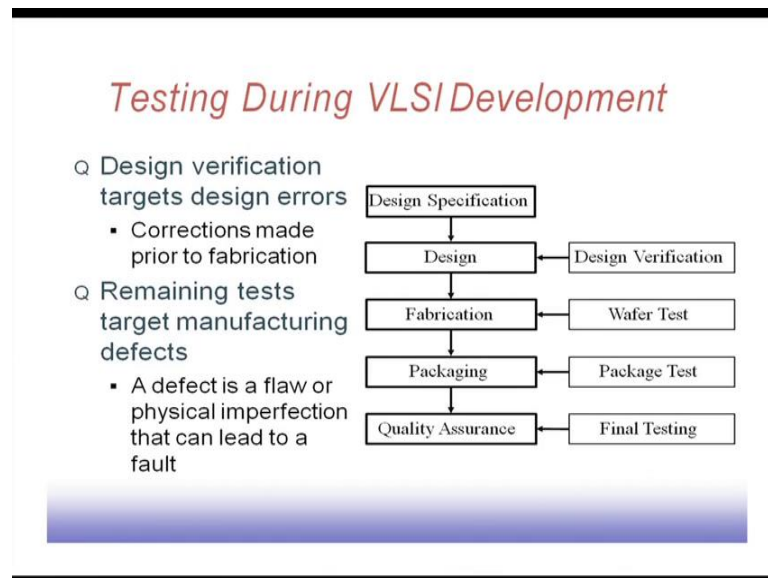 Testing During VLSI Development
Q Design verification
targets design errors
▪ Corrections made
prior to fabrication
Q Remaining tests
target manufacturing
defects
▪ A defect is a flaw or
physical imperfection
that can lead to a
fault
Design Specification
Design
Design Verification
Fabrication
Wafer Test
Packaging
Package Test
Quality Assurance
Final Testing